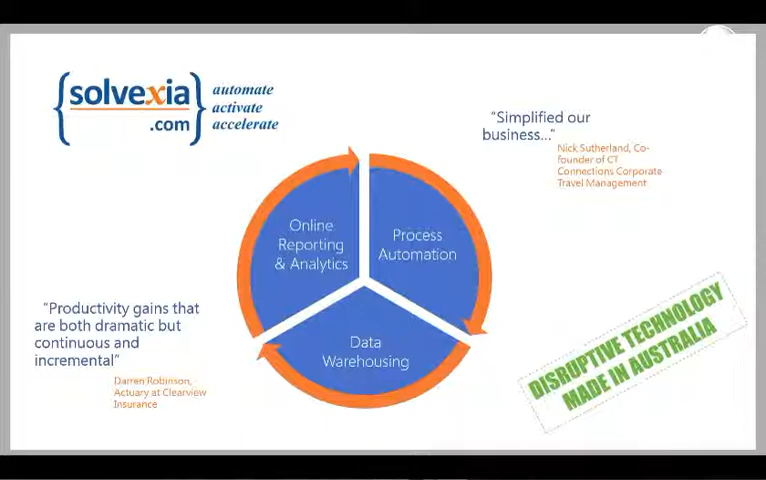 {solvexia
.com}
automate
activate
accelerate
"Simplified our
business..."
Nick Sutherland, Co-
founder of CT
Connections Corporate
Travel Management
Online
Reporting
& Analytics
Process
Automation
Data
Warehousing
"Productivity gains that
are both dramatic but
continuous and
incremental"
Darren Robinson,
Actuary at Clearview
Insurance
DISRUPTIVE TECHNOLOGY
MADE IN AUSTRALIA